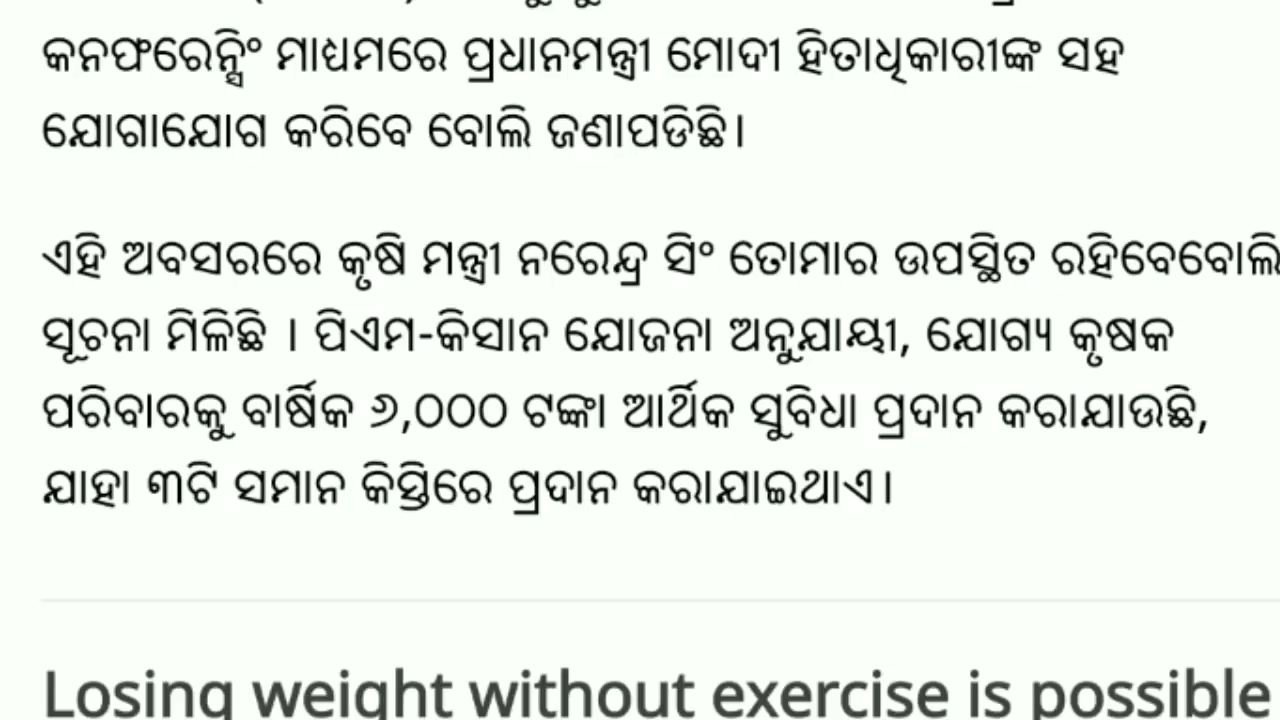 କନଫରେନ୍ସିଂ ମାଧ୍ୟମରେ ପ୍ରଧାନମନ୍ତ୍ରୀ ମୋଦୀ ହିତାଧିକାରୀଙ୍କ ସହ
ଯୋଗାଯୋଗ କରିବେ ବୋଲି ଜଣାପଡିଛି।
ଏହି ଅବସରରେ କୃଷି ମନ୍ତ୍ରୀ ନରେନ୍ଦ୍ର ସିଂ ତୋମାର ଉପସ୍ଥିତ ରହିବେବୋଲି
ସୂଚନା ମିଳିଛି । ପିଏମ-କିସାନ ଯୋଜନା ଅନୁଯାୟୀ, ଯୋଗ୍ୟ କୃଷକ
ପରିବାରକୁ ବାର୍ଷିକ ୬,୦୦୦ ଟଙ୍କା ଆର୍ଥିକ ସୁବିଧା ପ୍ରଦାନ କରାଯାଉଛି,
ଯାହା ୩ଟି ସମାନ କିସ୍ତିରେ ପ୍ରଦାନ କରାଯାଇଥାଏ।
Losing weight without exercise is possible